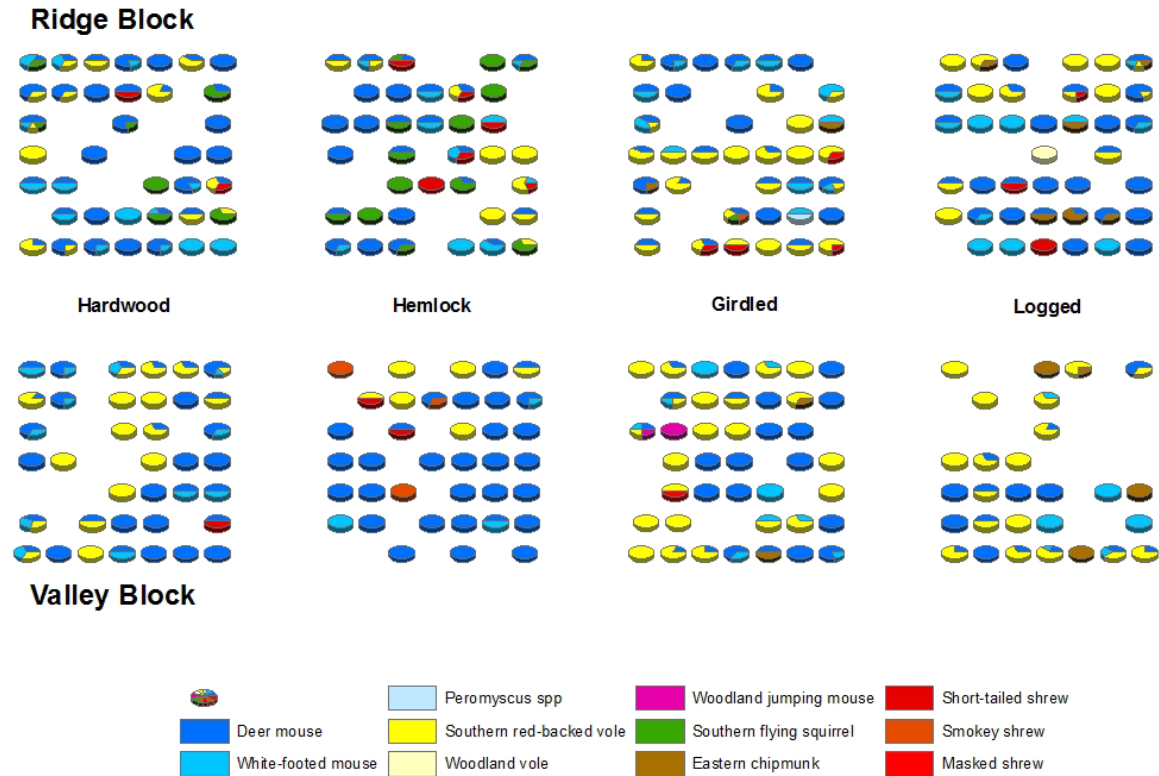 Ridge Block
Hardwood Hemlock Girdled Logged
Valley Block
Peromyscus spp Woodland jumping mouse Short-tailed shrew
Deer mouse Southern red-backed vole Southern flying squirrel Smokey shrew
White-footed mouse Woodland vole Eastern chipmunk Masked shrew